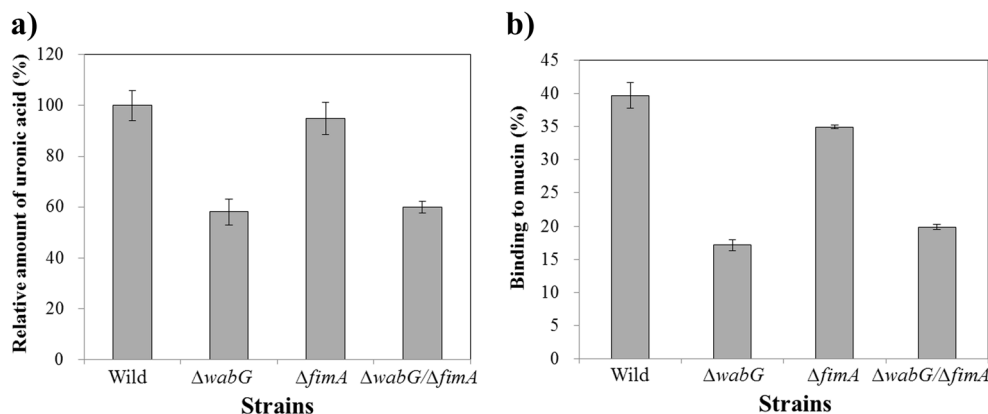 a)
Relative amount of uronic acid (%)
120
100
80
60
40
20
0
Wild
ΔwabG
ΔfimA
ΔwabG/ΔfimA
Strains
b)
Binding to mucin (%)
45
40
35
30
25
20
15
10
5
0
Wild
ΔwabG
ΔfimA
ΔwabG/ΔfimA
Strains